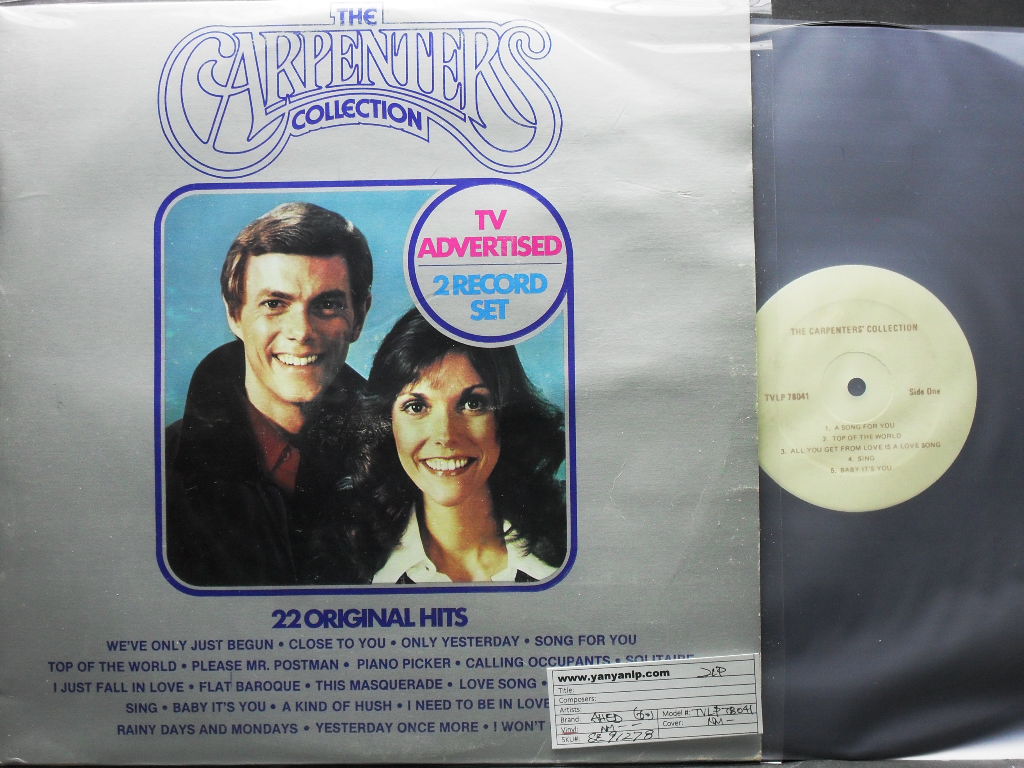 THE
CARPENTERS
COLLECTION
TV
ADVERTISED
2 RECORD
SET
22 ORIGINAL HITS
WE'VE ONLY JUST BEGUN • CLOSE TO YOU • ONLY YESTERDAY • SONG FOR YOU
TOP OF THE WORLD • PLEASE MR. POSTMAN • PIANO PICKER • CALLING OCCUPANTS • SOLITAIRE
I JUST FALL IN LOVE • FLAT BAROQUE • THIS MASQUERADE • LOVE SONG •
SING • BABY IT'S YOU • A KIND OF HUSH • I NEED TO BE IN LOVE
RAINY DAYS AND MONDAYS • YESTERDAY ONCE MORE • I WON'T
www.yanyanlp.com 2LP
Title:
Composers:
Artists:
Brand: AHED Model #: TVLP 78041
Vinyl: NM- Cover: NM-
SKU#: 91278
THE CARPENTERS' COLLECTION
TVLP 78041 Side One
1. A SONG FOR YOU
2. TOP OF THE WORLD
3. ALL YOU GET FROM LOVE IS A LOVE SONG
4. SING
5. BABY IT'S YOU